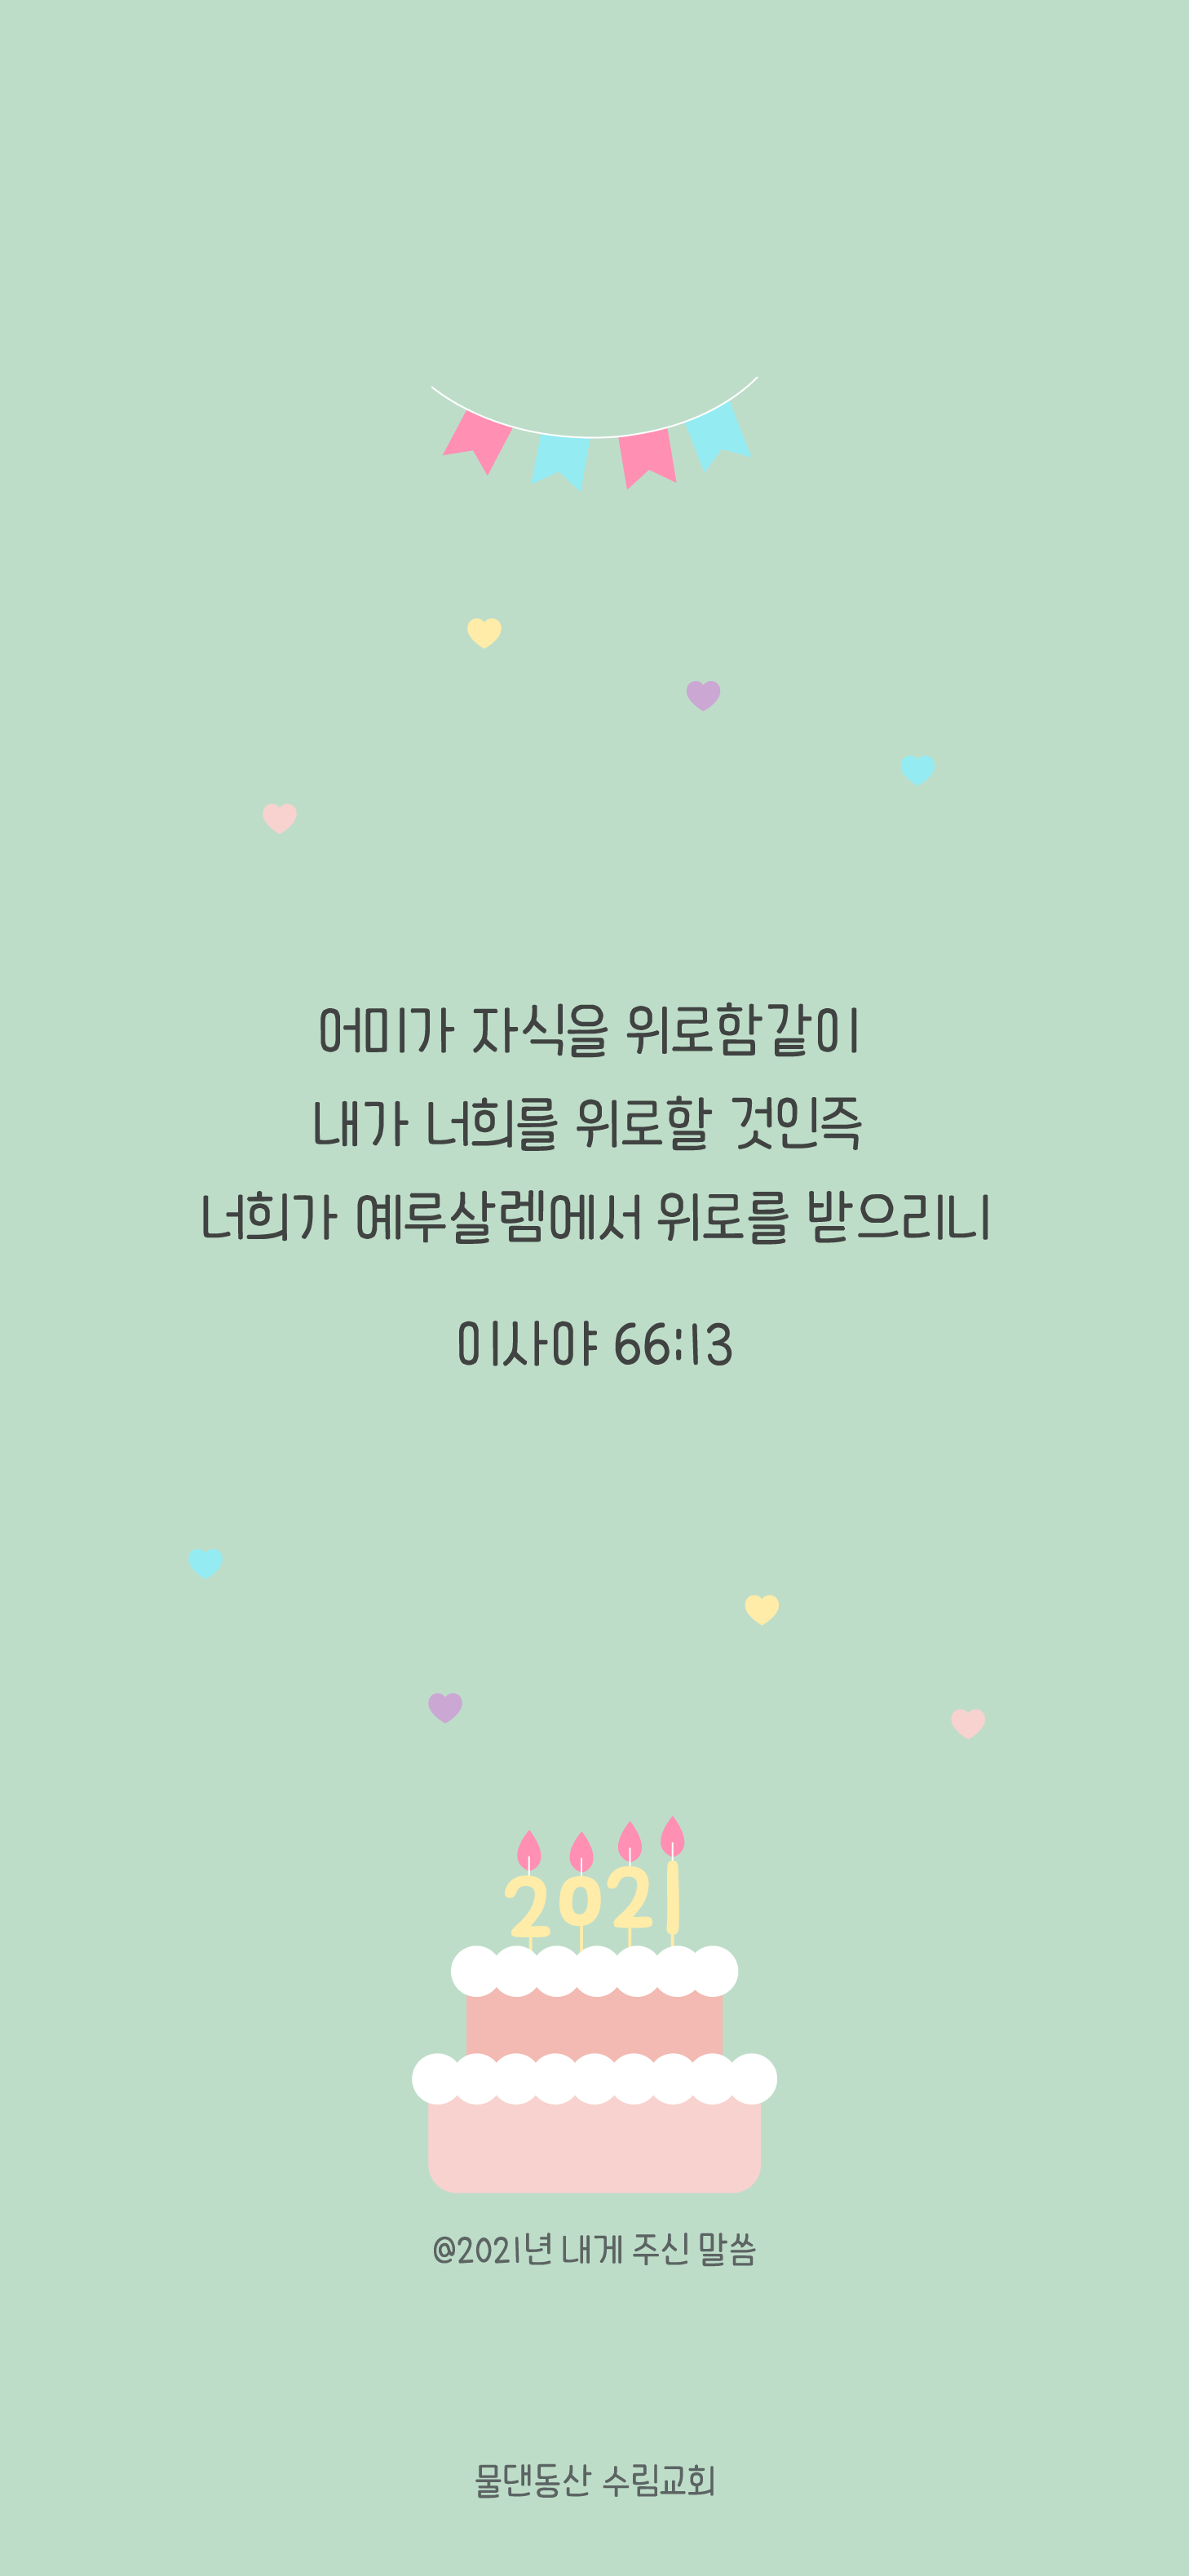 어미가 자식을 위로함같이
내가 너희를 위로할 것인즉
너희가 예루살렘에서 위로를 받으리니
이사야 66:13
2021
@2021년 내게 주신 말씀
물댄동산 수림교회